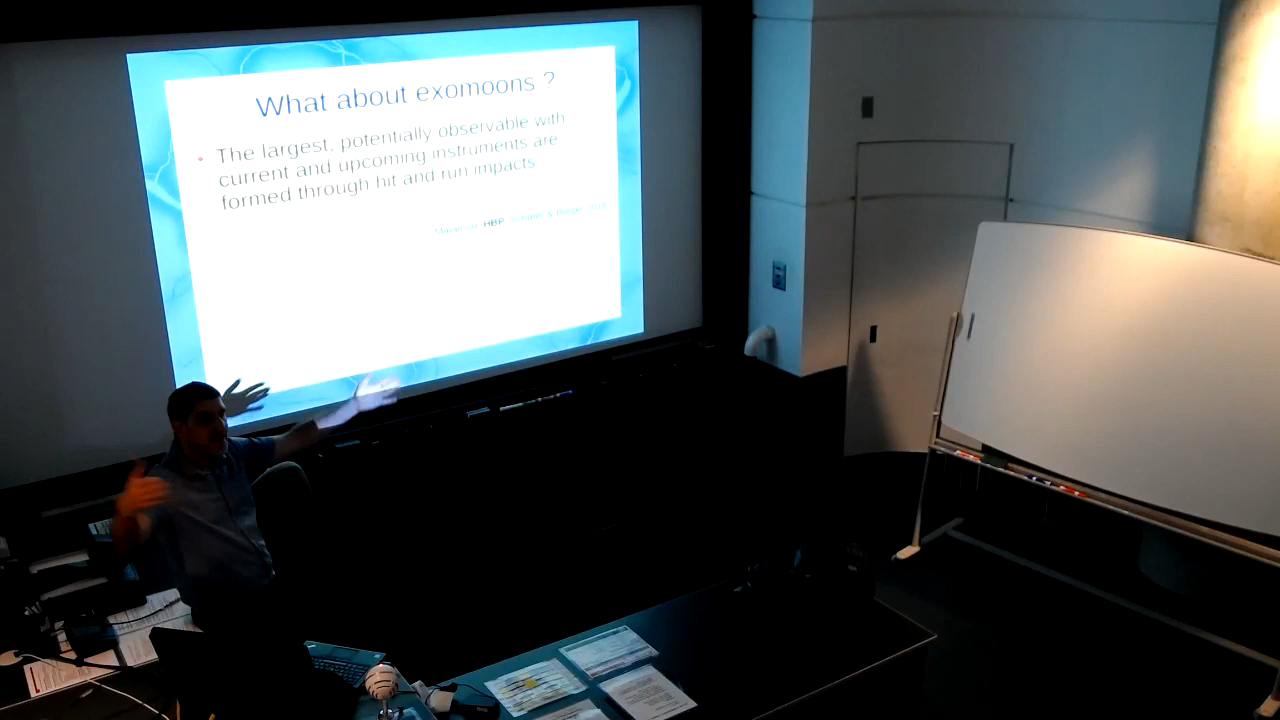 What about exomoons ?
• The largest, potentially observable with
current and upcoming instruments are
formed through hit and run impacts
HBP,